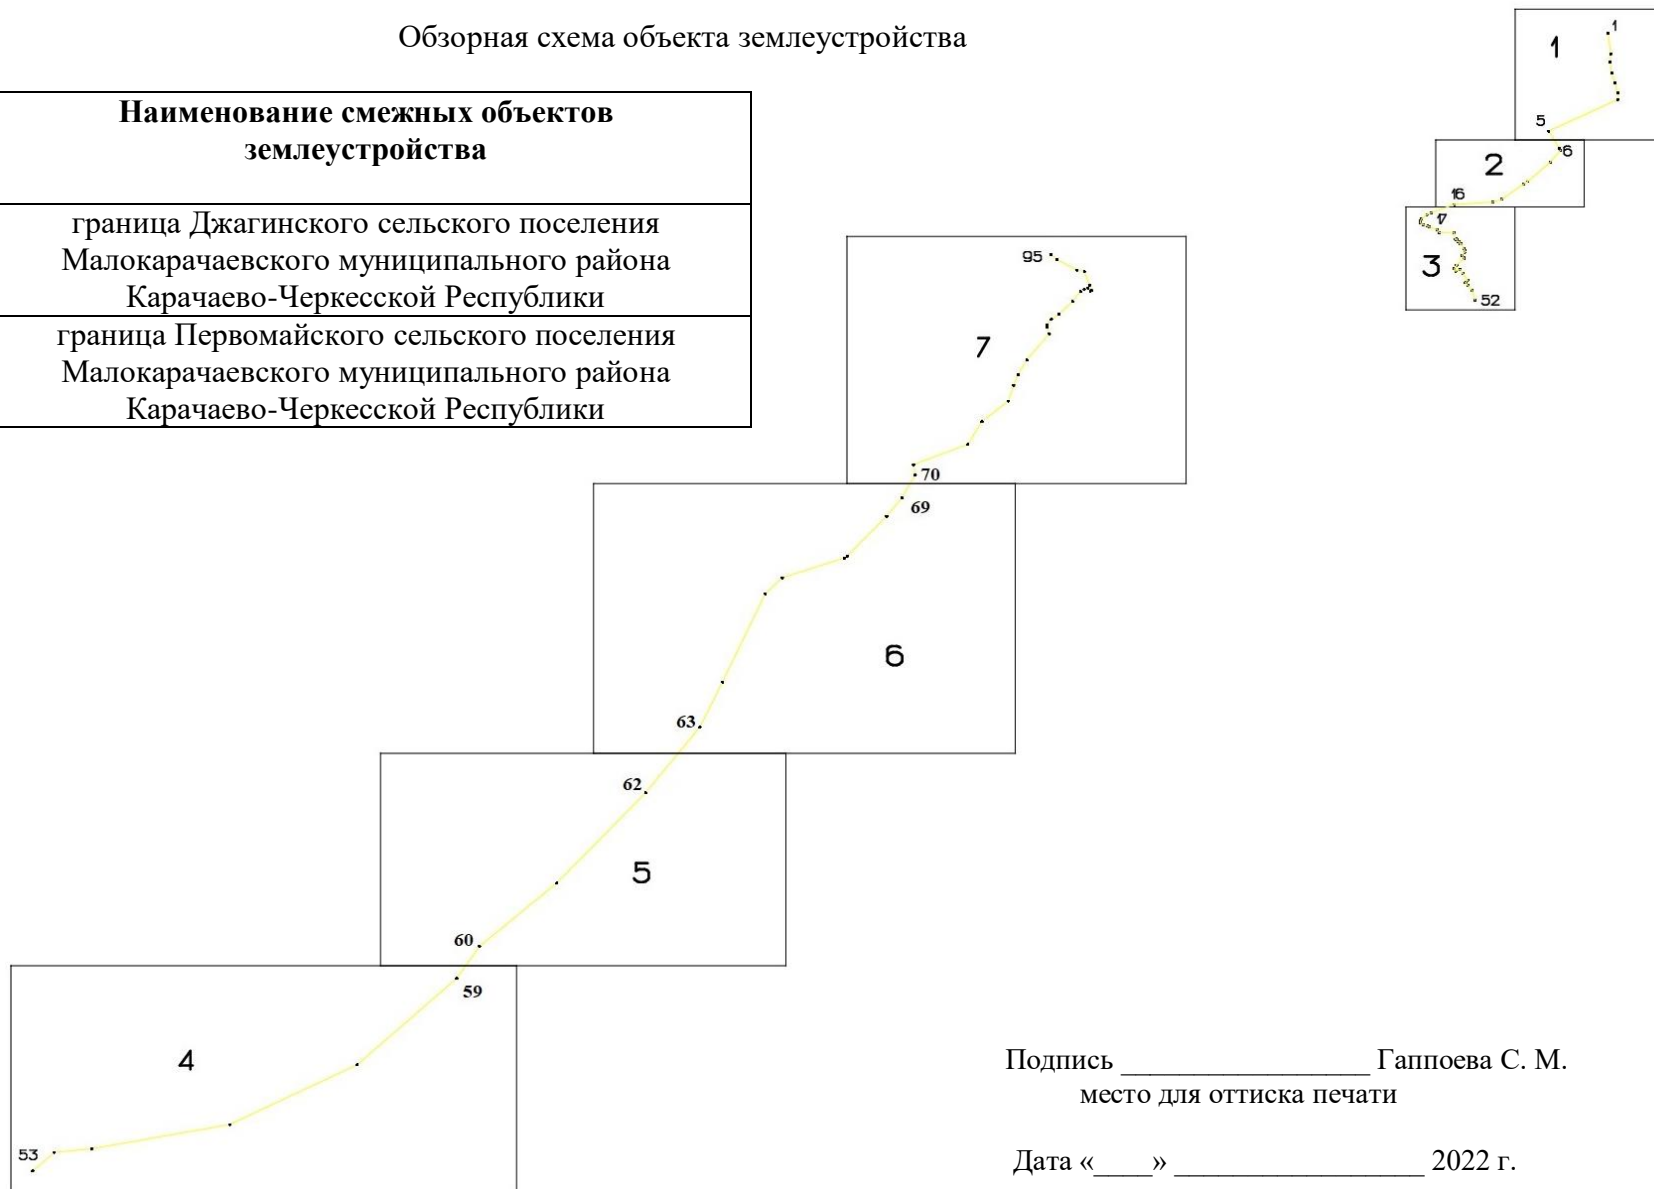 Обзорная схема объекта землеустройства
Наименование смежных объектов
землеустройства
граница Джагинского сельского поселения
Малокарачаевского муниципального района
Карачаево-Черкесской Республики
граница Первомайского сельского поселения
Малокарачаевского муниципального района
Карачаево-Черкесской Республики
1
1
5
6
2
16
17
3
52
95
7
70
69
6
63
62
5
60
59
4
53
Подпись __________________ Гаппоева С. М.
место для оттиска печати
Дата «____» __________________ 2022 г.